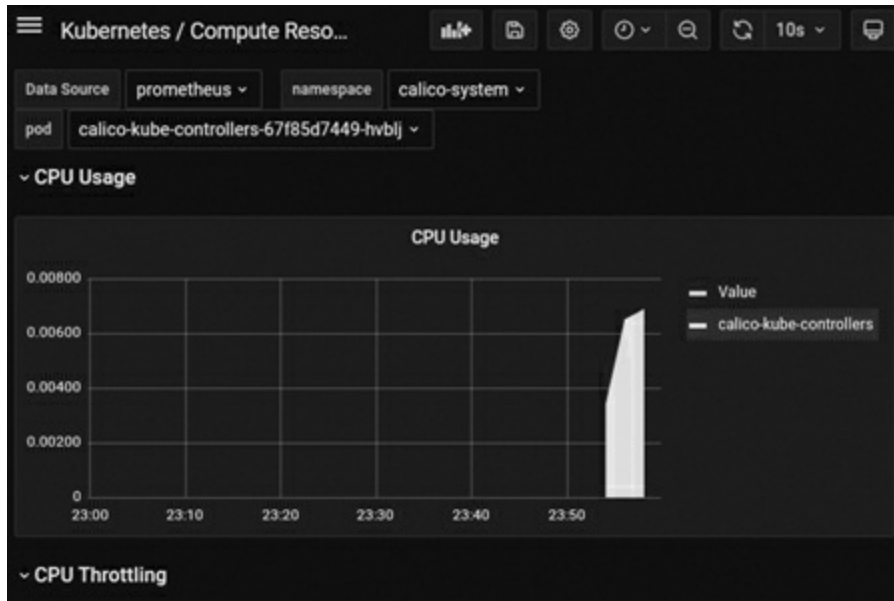 Kubernetes / Compute Reso...
10s
Data Source prometheus namespace calico-system
pod calico-kube-controllers-67f85d7449-hvblj
CPU Usage
CPU Usage
0.00800
0.00600
0.00400
0.00200
0
23:00 23:10 23:20 23:30 23:40 23:50
Value
calico-kube-controllers
CPU Throttling